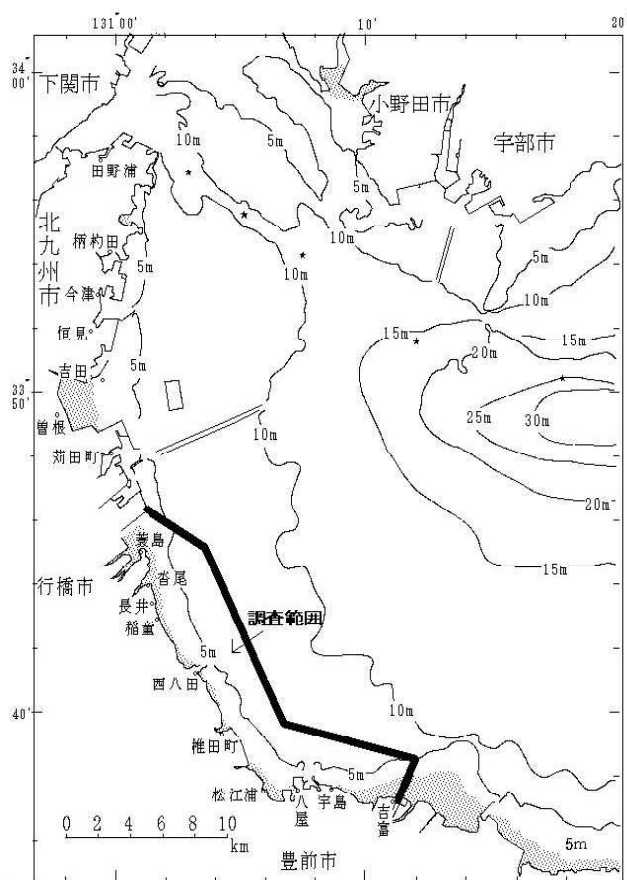 131 00'
10'
20
34
00'
下関市
小野田市
宇部市
10m
5m
5m
田野浦
北九州市
柄杓田
5m
10m
10m
5m
10m
今津
恒見
15m
15m
20m
5m
吉田
33
50'
25m
30m
曽根
10m
苅田町
20m
15m
蓑島
行橋市
沓尾
長井
稲童
調査範囲
5m
西八田
40'
10m
椎田町
5m
松江浦
八屋
宇島
吉富
0 2 4 6 8 10
km
5m
豊前市